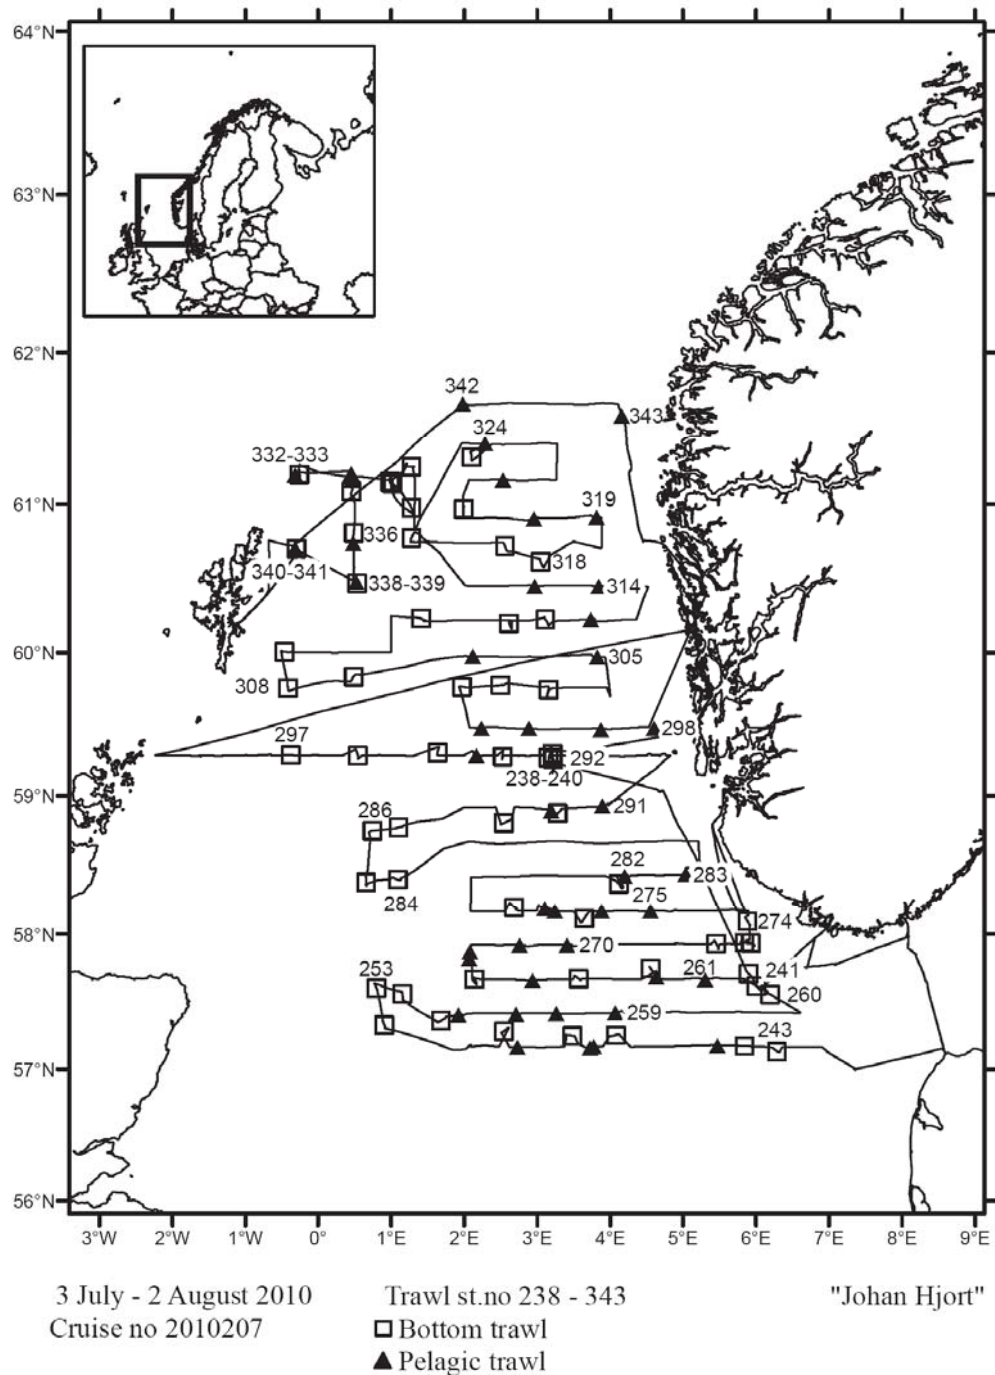 64°N
63°N
62°N
342
343
324
332-333
61°N
319
336
318
340-341
338-339
314
60°N
305
308
297
298
292
238-240
59°N
286
291
282
283
275
284
274
58°N
270
253
261
241
260
259
243
57°N
56°N
3°W 2°W 1°W 0° 1°E 2°E 3°E 4°E 5°E 6°E 7°E 8°E 9°E
3 July - 2 August 2010 Trawl st.no 238 - 343 "Johan Hjort"
Cruise no 2010207 Bottom trawl
Pelagic trawl